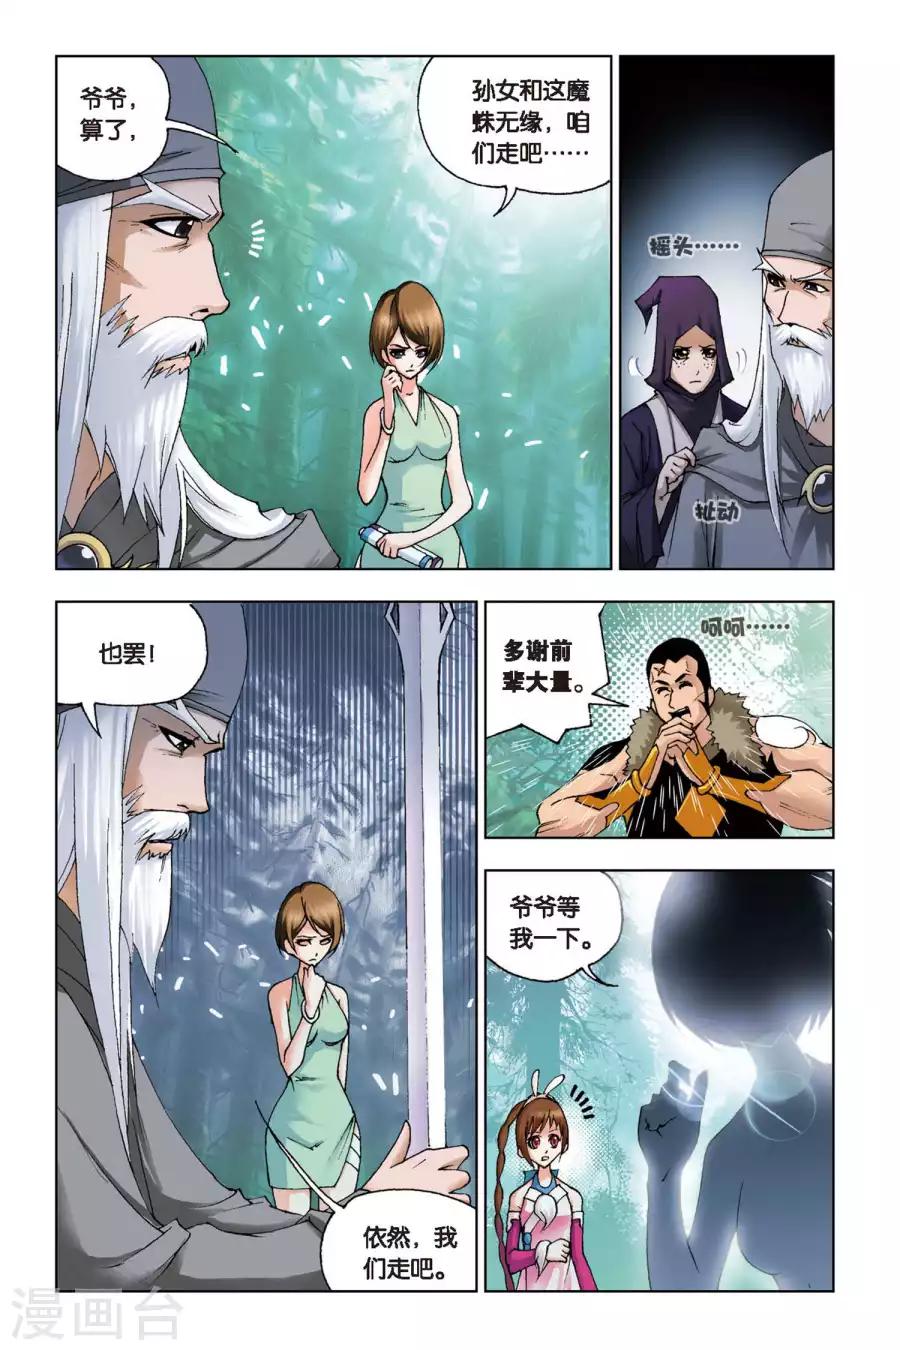 爷爷，
算了，
孙女和这魔
蛛无缘，咱
们走吧……
摇头……
扯动
也罢！
依然，我
们走吧。
呵呵……
多谢前
辈大量。
爷爷等
我一下。
漫画台